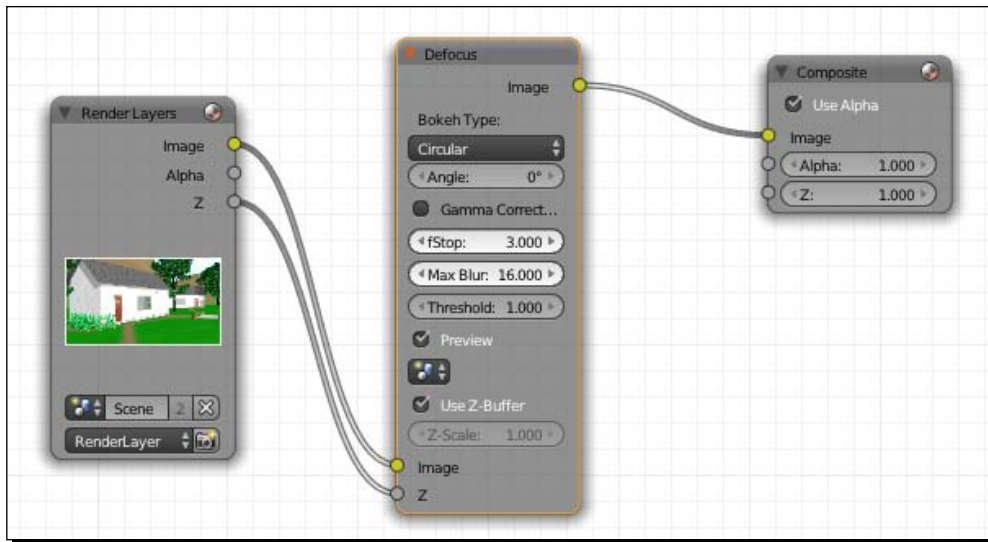 Render Layers
Image
Alpha
Z
Scene 2
RenderLayer
Defocus
Image
Bokeh Type:
Circular
Angle: 0°
Gamma Correct...
fStop: 3.000
Max Blur: 16.000
Threshold: 1.000
Preview
Use Z-Buffer
Z-Scale: 1.000
Image
Z
Composite
Use Alpha
Image
Alpha: 1.000
Z: 1.000